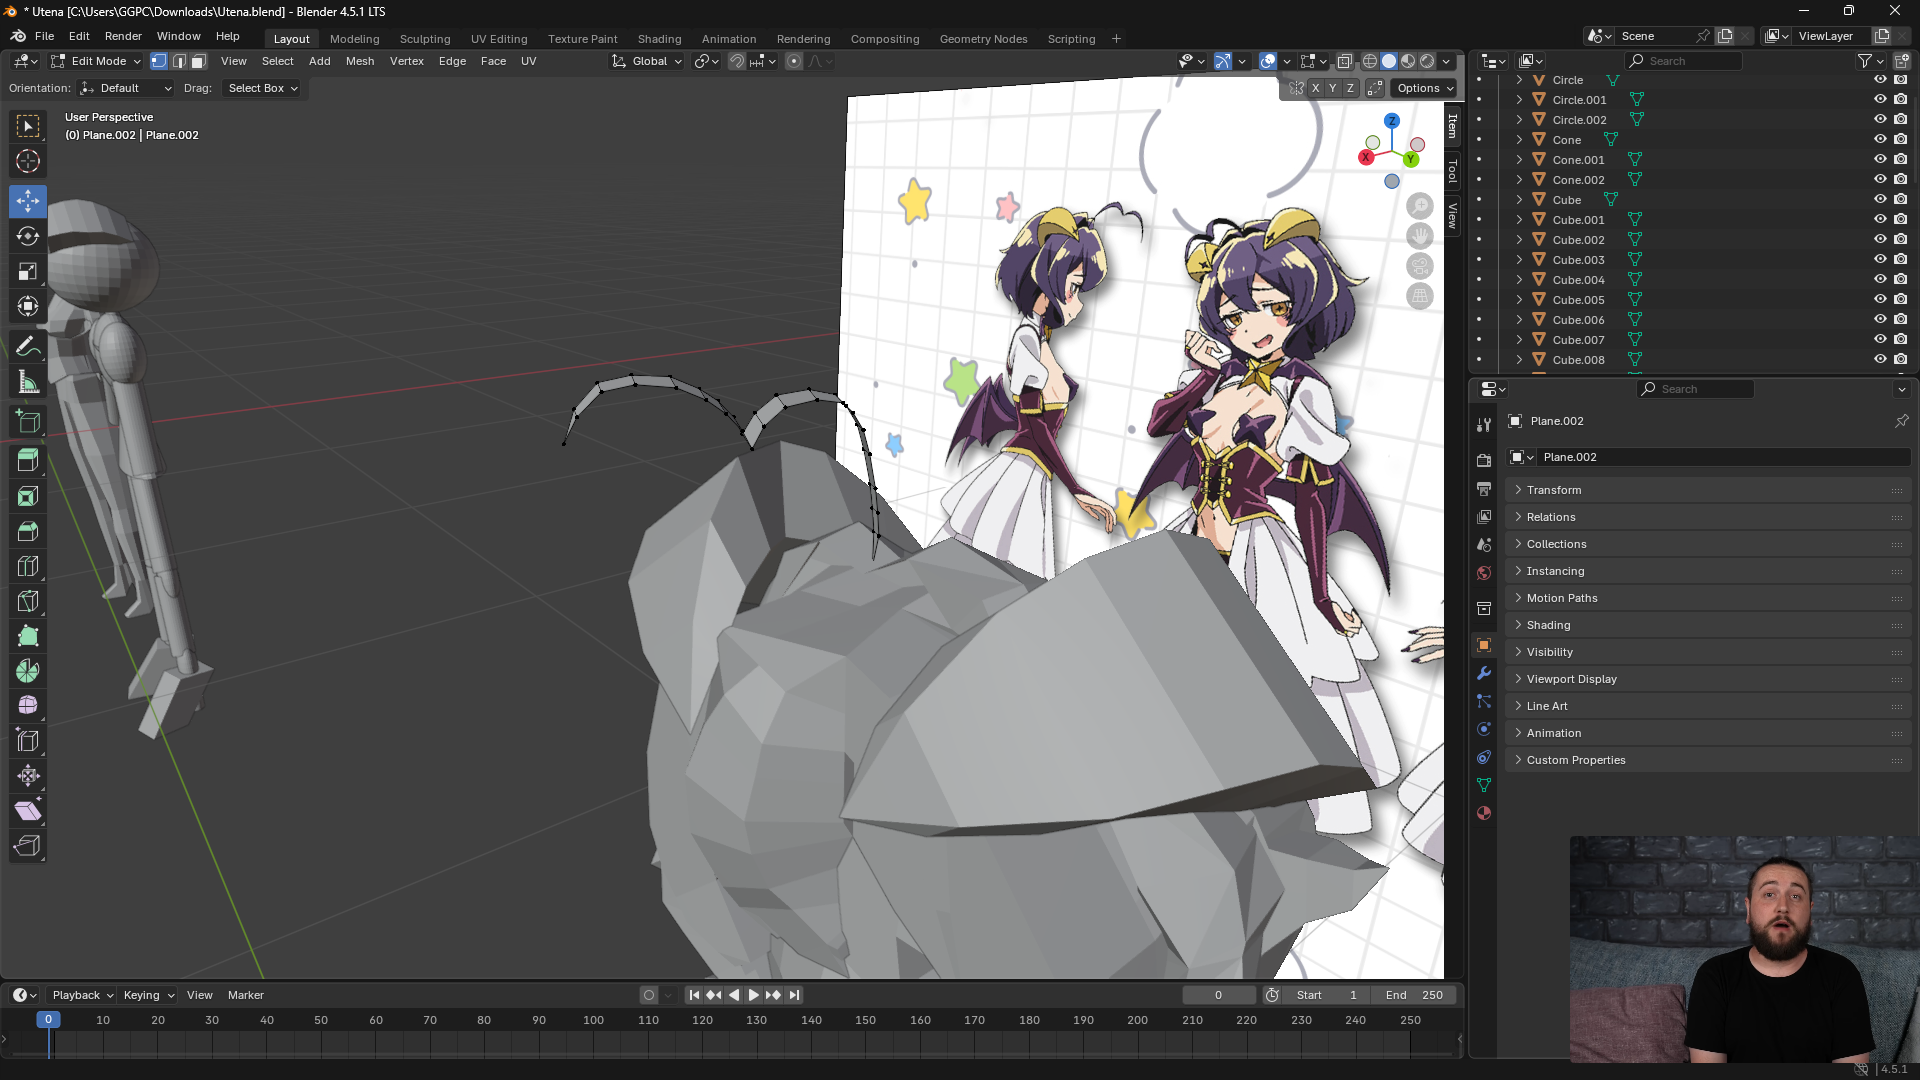 * Utena [C:\Users\GGPC\Downloads\Utena.blend] - Blender 4.5.1 LTS
File Edit Render Window Help
Layout Modeling Sculpting UV Editing Texture Paint Shading Animation Rendering Compositing Geometry Nodes Scripting +
Scene
ViewLayer
Edit Mode View Select Add Mesh Vertex Edge Face UV
Global
Search
Orientation: Default Drag: Select Box
X Y Z Options
User Perspective
(0) Plane.002 | Plane.002
Z
X
Y
Item
Tool
View
Circle
Circle.001
Circle.002
Cone
Cone.001
Cone.002
Cube
Cube.001
Cube.002
Cube.003
Cube.004
Cube.005
Cube.006
Cube.007
Cube.008
Search
Plane.002
Plane.002
Transform
Relations
Collections
Instancing
Motion Paths
Shading
Visibility
Viewport Display
Line Art
Animation
Custom Properties
Playback Keying View Marker
0
Start 1 End 250
0 10 20 30 40 50 60 70 80 90 100 110 120 130 140 150 160 170 180 190 200 210 220 230 240 250
4.5.1